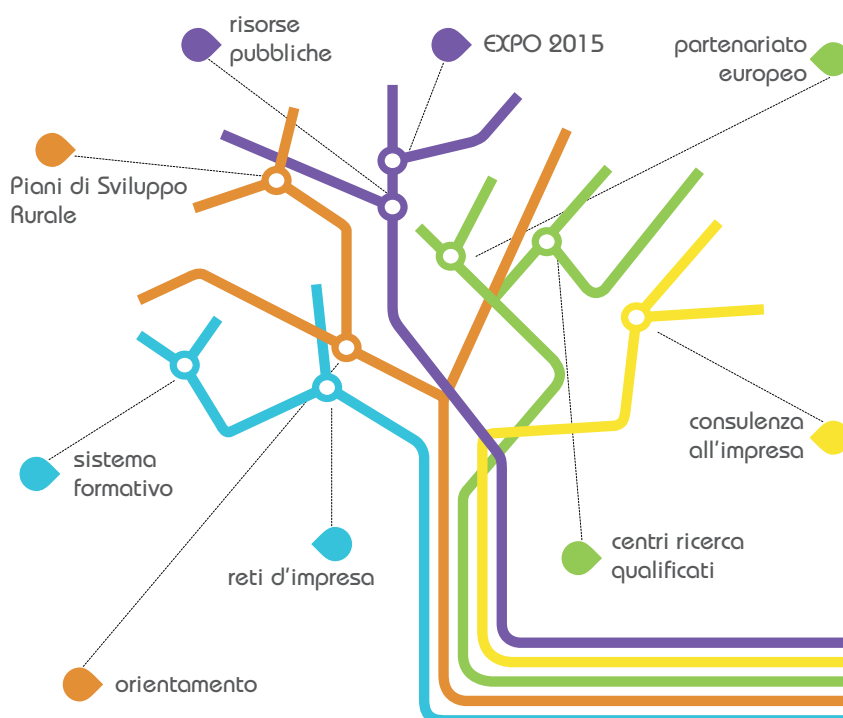 risorse
pubbliche
EXPO 2015
partenariato
europeo
Piani di Sviluppo
Rurale
consulenza
all'impresa
sistema
formativo
centri ricerca
qualificati
reti d'impresa
orientamento